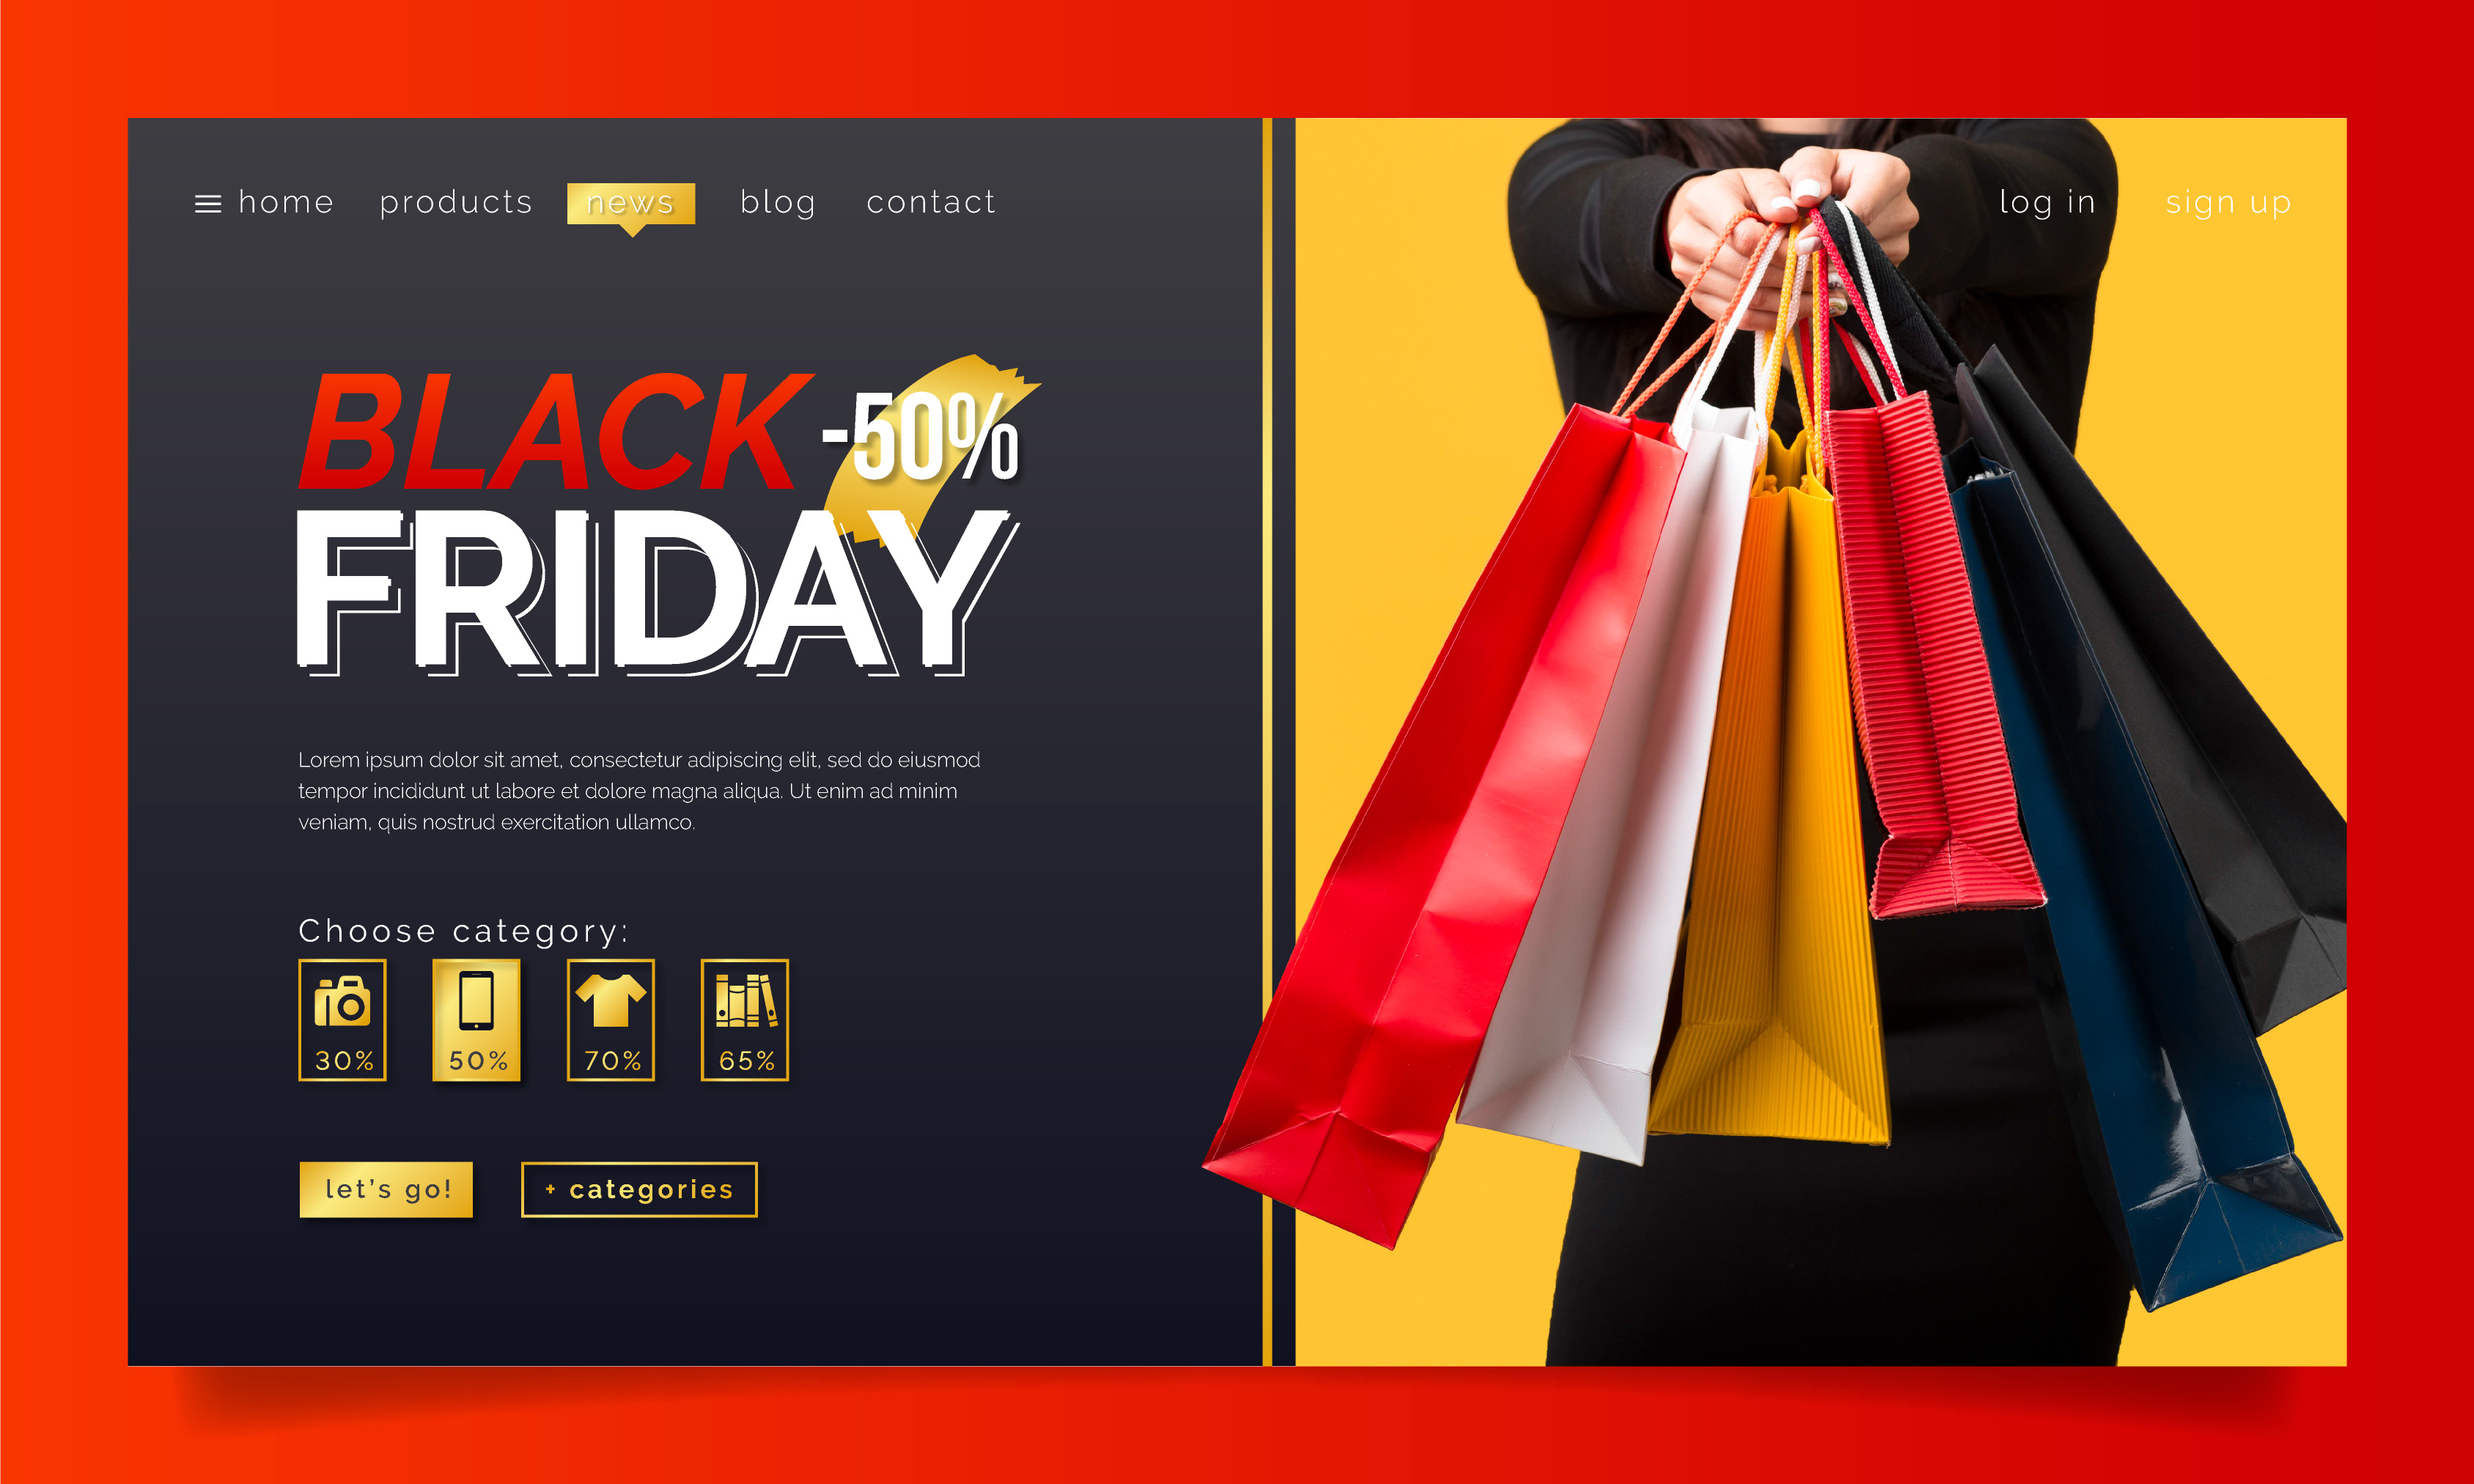 home products news blog contact log in sign up
BLACK -50%
FRIDAY
Lorem ipsum dolor sit amet, consectetur adipiscing elit, sed do eiusmod
tempor incididunt ut labore et dolore magna aliqua. Ut enim ad minim
veniam, quis nostrud exercitation ullamco.
Choose category:
30% 50% 70% 65%
let's go! + categories